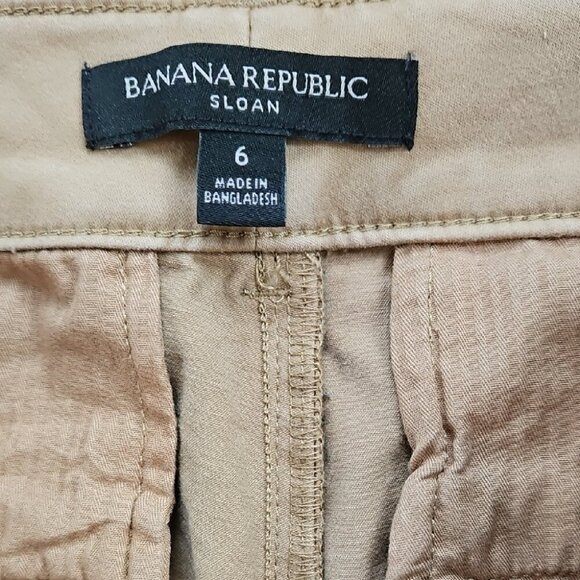 BANANA REPUBLIC
SLOAN
6
MADE IN
BANGLADESH